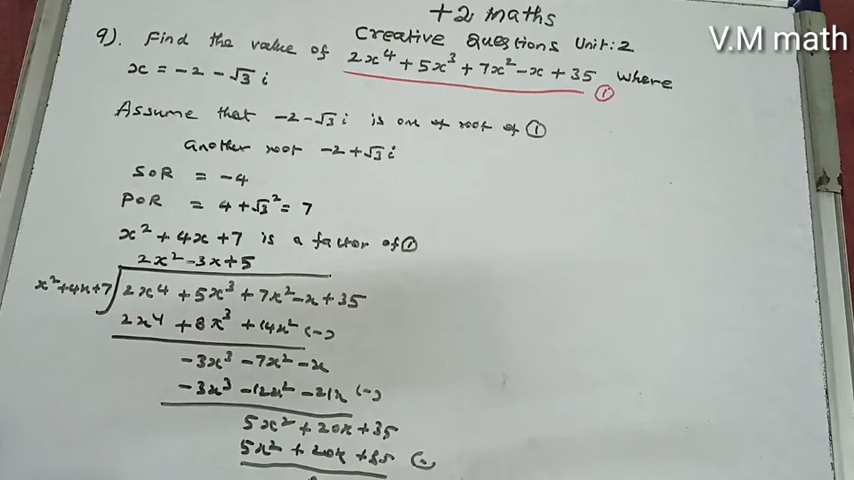 +2 maths
V.M math
Creative Questions Unit:2
9). Find the value of 2x⁴ + 5x³ + 7x² - x + 35 where
①
x = -2 - √3 i
Assume that -2-√3 i is one of root of ①
another root -2+√3 i
SOR = -4
POR = 4 + √3² = 7
x² + 4x + 7 is a factor of ①
2x² - 3x + 5
x²+4x+7 2x⁴ + 5x³ + 7x² - x + 35
2x⁴ + 8x³ + 14x² (-)
-3x³ - 7x² - x
-3x³ - 12x² - 21x (-)
5x² + 20x + 35
5x² + 20x + 35 (-)